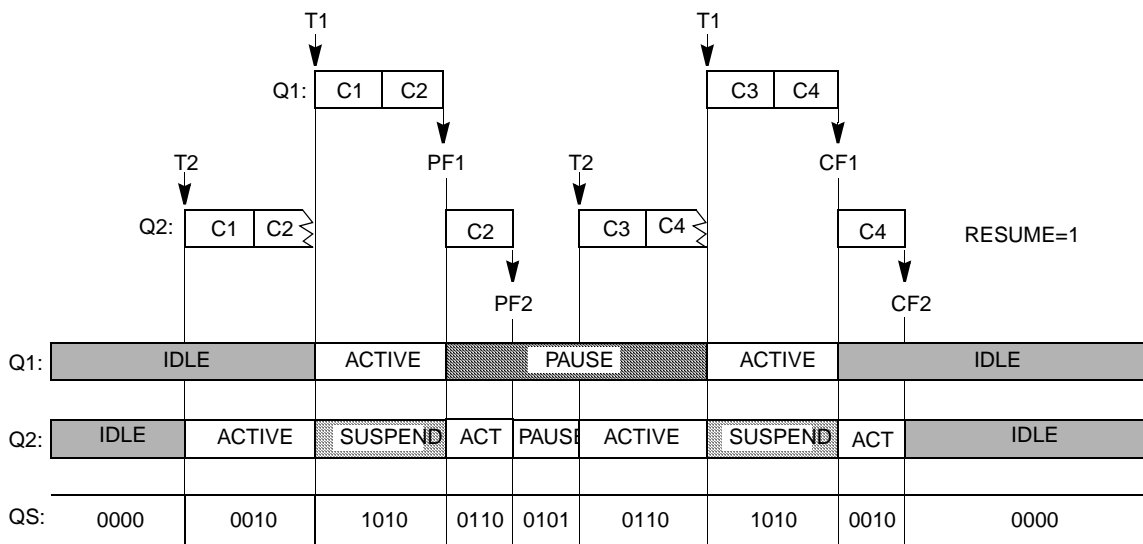 T1 T1
Q1: C1 C2 C3 C4
T2 PF1 T2 CF1
Q2: C1 C2 C2 C3 C4 C4 RESUME=1
PF2 CF2
Q1: IDLE ACTIVE PAUSE ACTIVE IDLE
Q2: IDLE ACTIVE SUSPEND ACT PAUSE ACTIVE SUSPEND ACT IDLE
QS: 0000 0010 1010 0110 0101 0110 1010 0010 0000